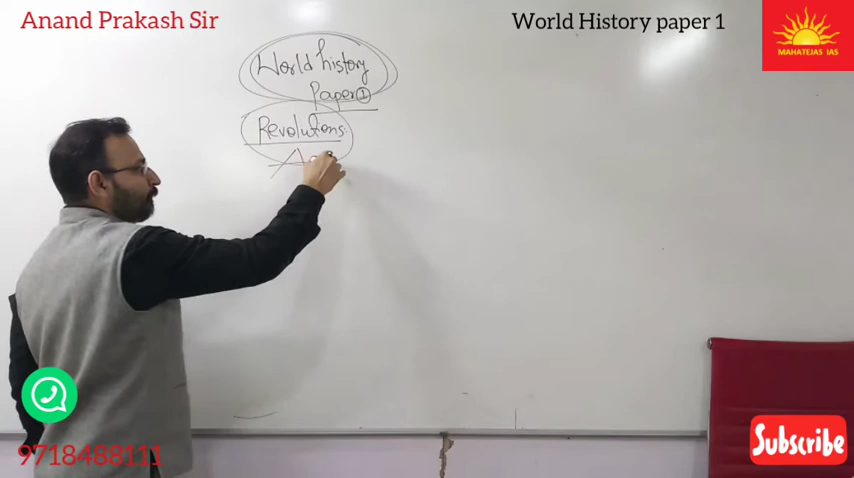 Anand Prakash Sir
World History paper 1
MAHATEJAS IAS
World history
Paper 1
Revolutions:
Subscribe
9718488111